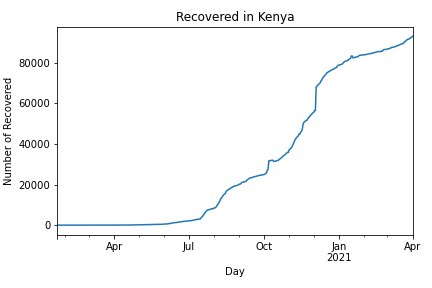 Recovered in Kenya
Number of Recovered
80000
60000
40000
20000
0
Apr
Jul
Oct
Jan
2021
Apr
Day